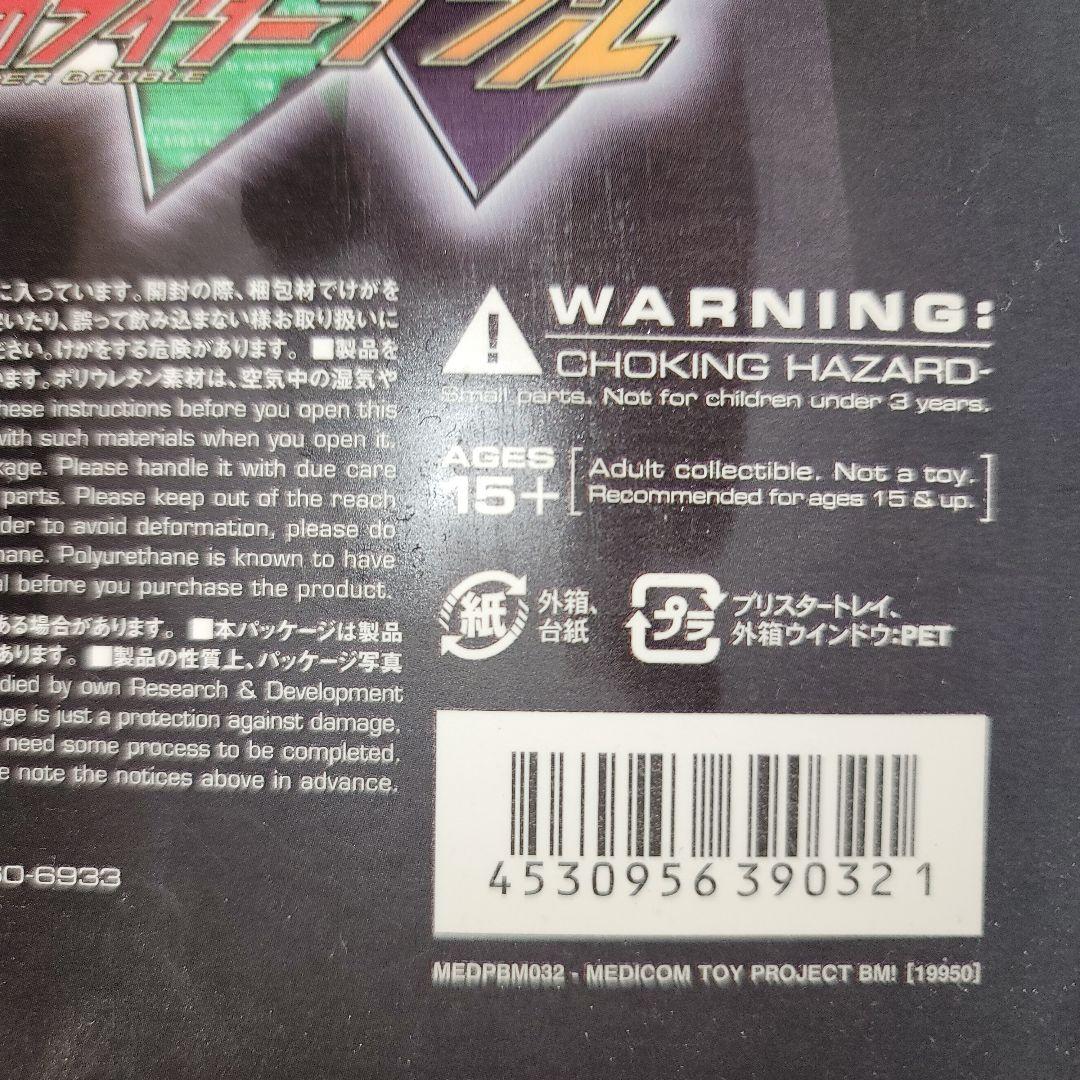 イダーダブル
DER DOUBLE
に入っています。開封の際、梱包材でけがを
いたり、誤って飲み込まない様お取り扱いに
ださい。けがをする危険があります。 ■製品を
います。ポリウレタン素材は、空気中の湿気や
hese instructions before you open this
with such materials when you open it.
kage. Please handle it with due care
parts. Please keep out of the reach
der to avoid deformation, please do
hane. Polyurethane is known to have
al before you purchase the product.
ある場合があります。 ■本パッケージは製品
あります。 ■製品の性質上、パッケージ写真
died by own Research & Development
ge is just a protection against damage,
need some process to be completed,
e note the notices above in advance.
0-6933
WARNING:
CHOKING HAZARD-
Small parts. Not for children under 3 years.
AGES
15+
Adult collectible. Not a toy.
Recommended for ages 15 & up.
紙
外箱、
台紙
プラ
ブリスタートレイ、
外箱ウインドウ:PET
4530956390321
MEDPBM032 - MEDICOM TOY PROJECT BM! [19950]